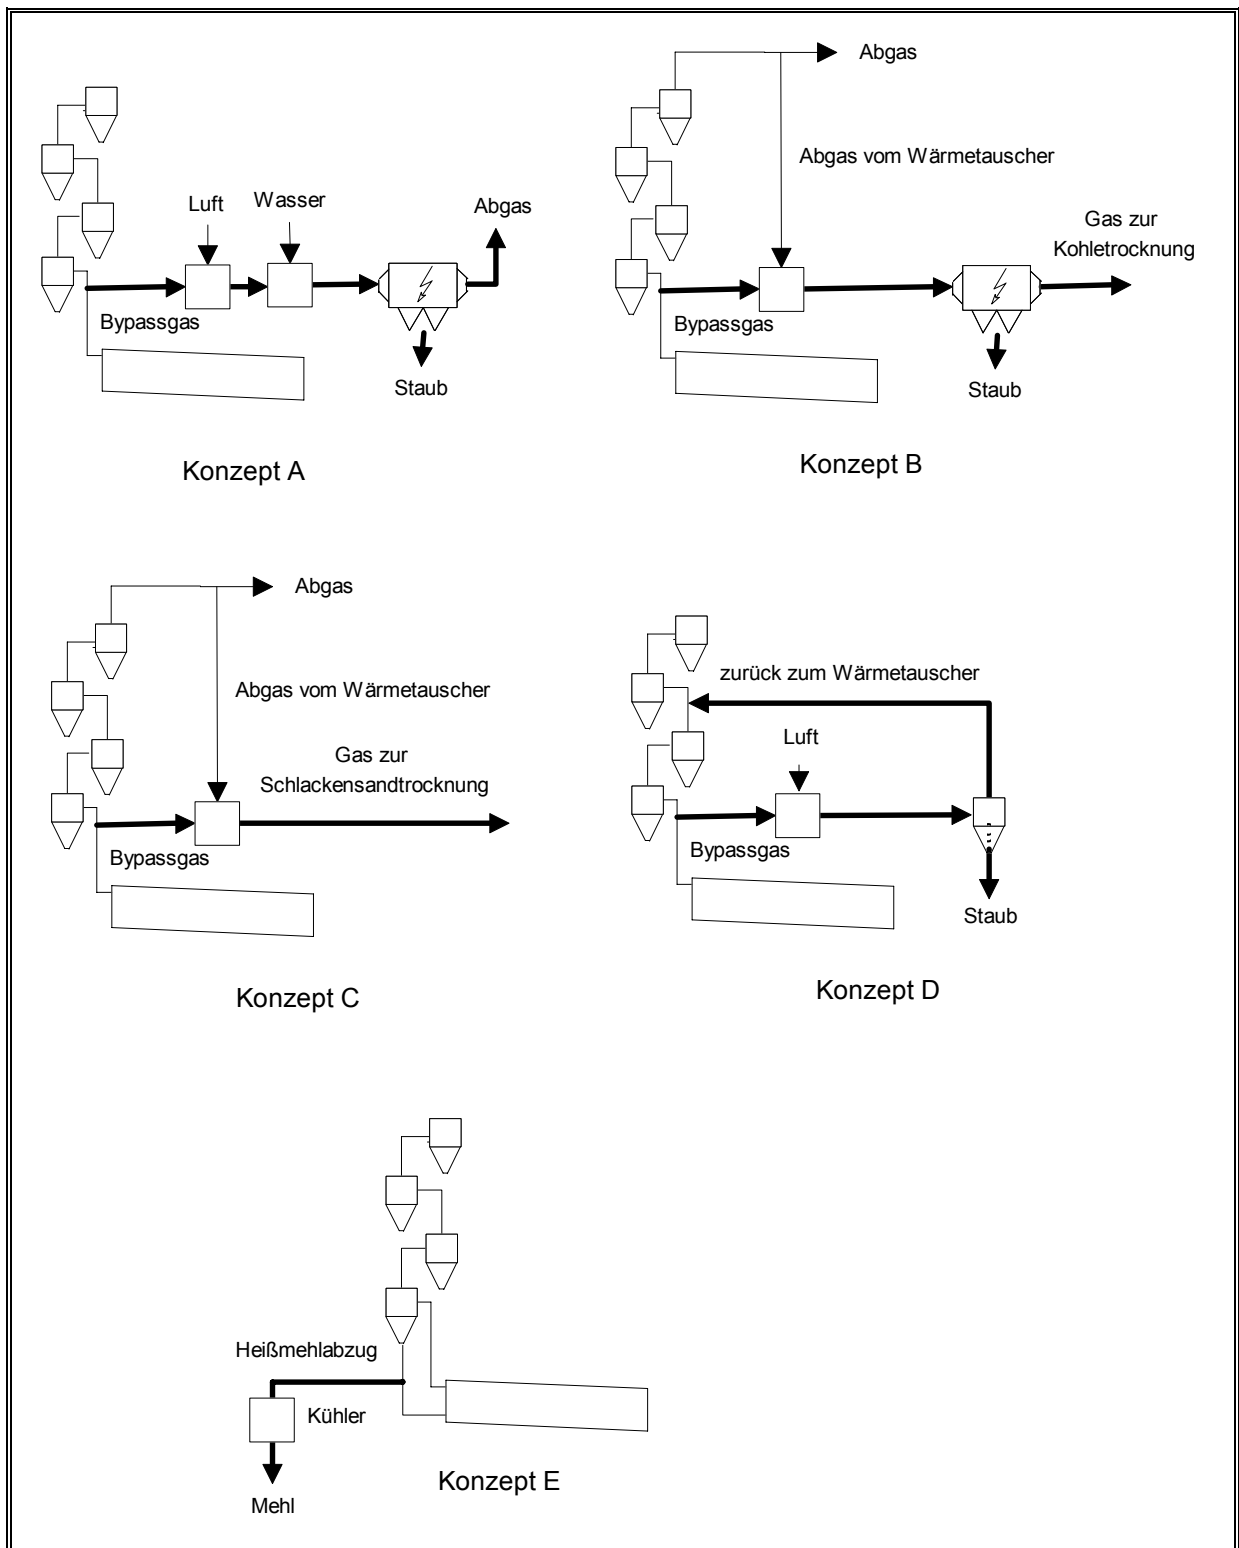 Luft
Wasser
Abgas
Bypassgas
Staub
Konzept A
Abgas
Abgas vom Wärmetauscher
Gas zur
Kohletrocknung
Bypassgas
Staub
Konzept B
Abgas
Abgas vom Wärmetauscher
Gas zur
Schlackensandtrocknung
Bypassgas
Konzept C
zurück zum Wärmetauscher
Luft
Bypassgas
Staub
Konzept D
Heißmehlabzug
Kühler
Mehl
Konzept E